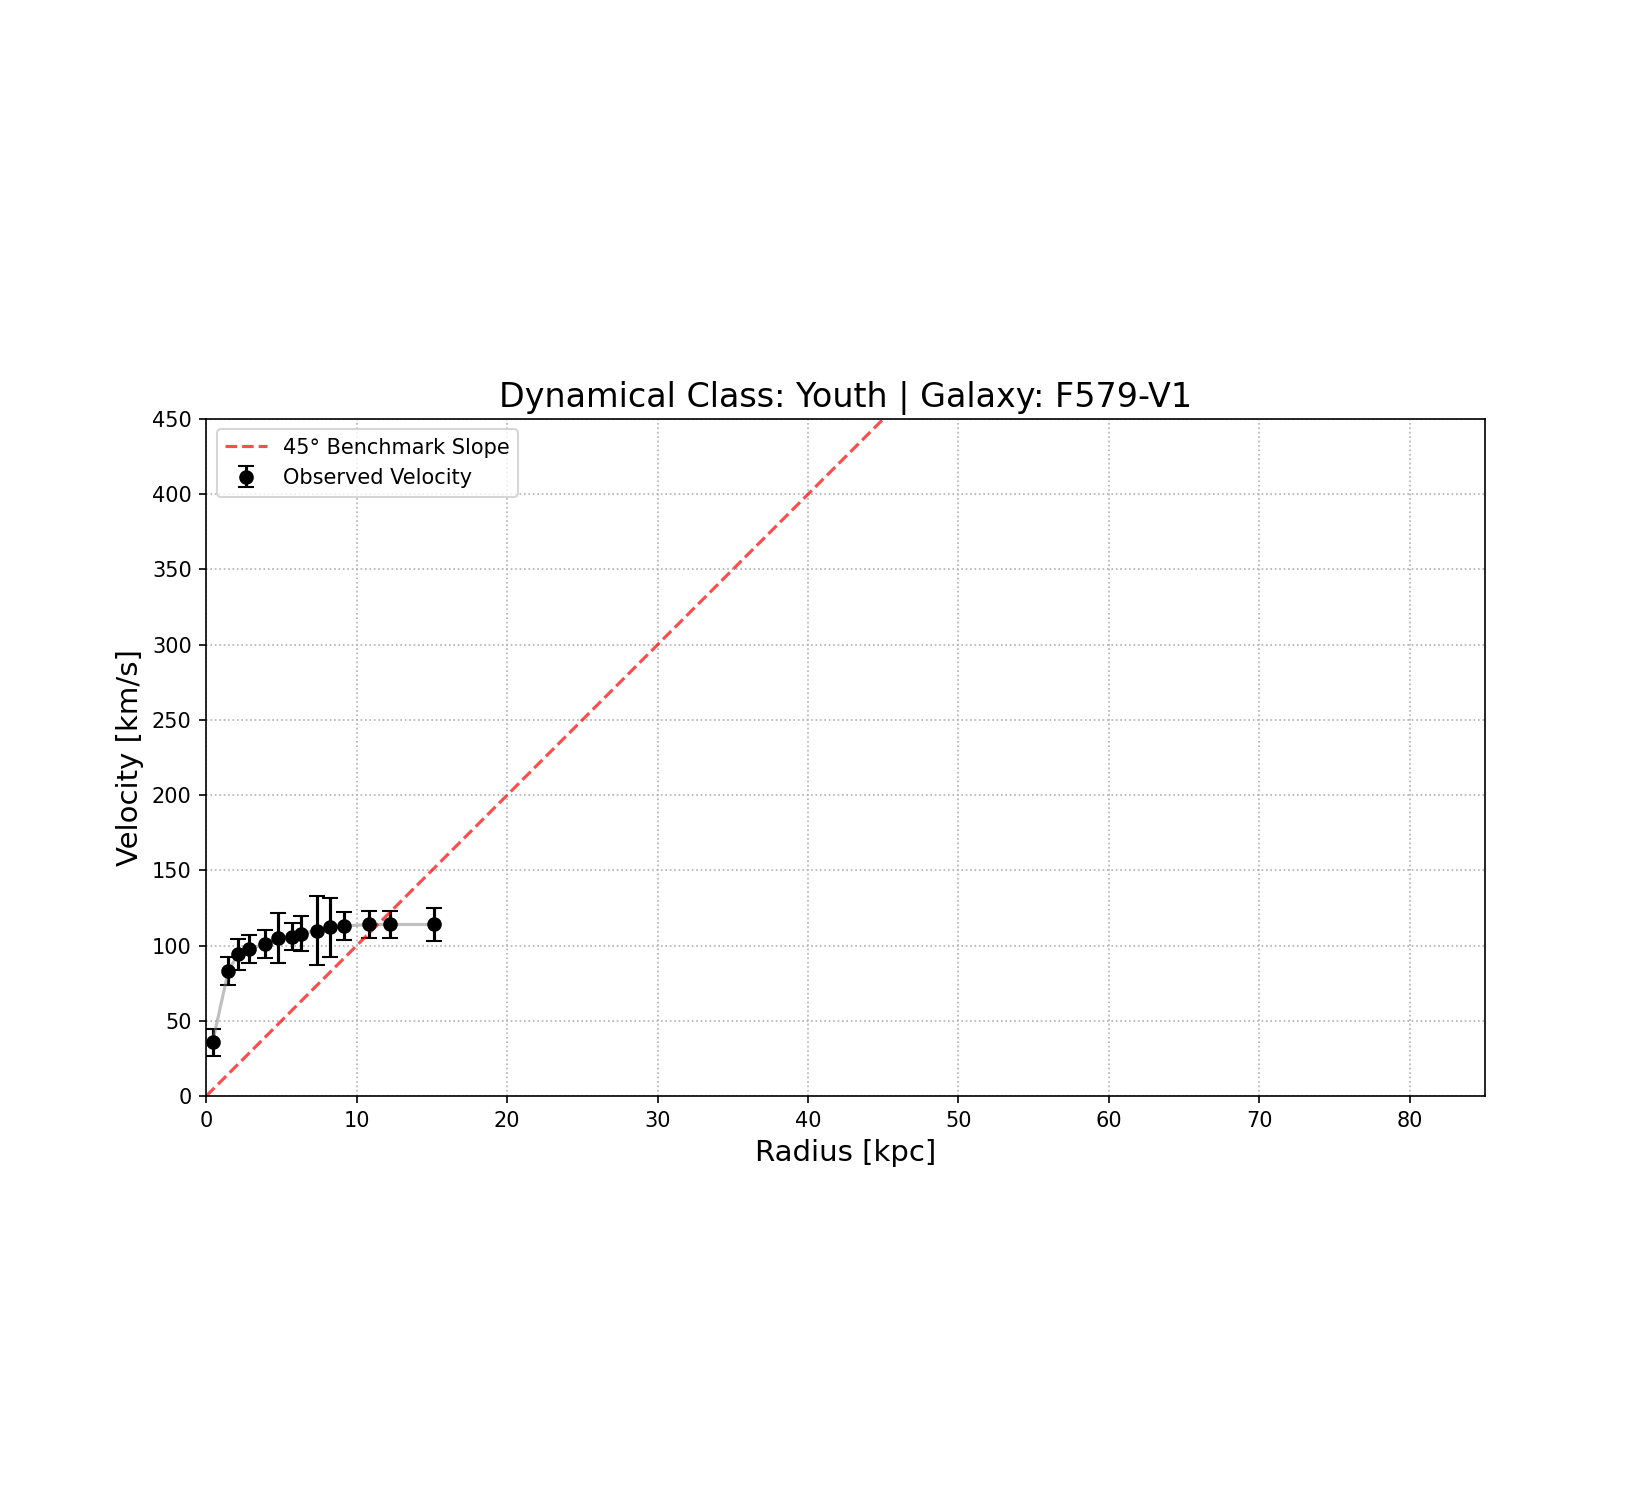 Dynamical Class: Youth | Galaxy: F579-V1
45° Benchmark Slope
Observed Velocity
Velocity [km/s]
450
400
350
300
250
200
150
100
50
0
0 10 20 30 40 50 60 70 80
Radius [kpc]